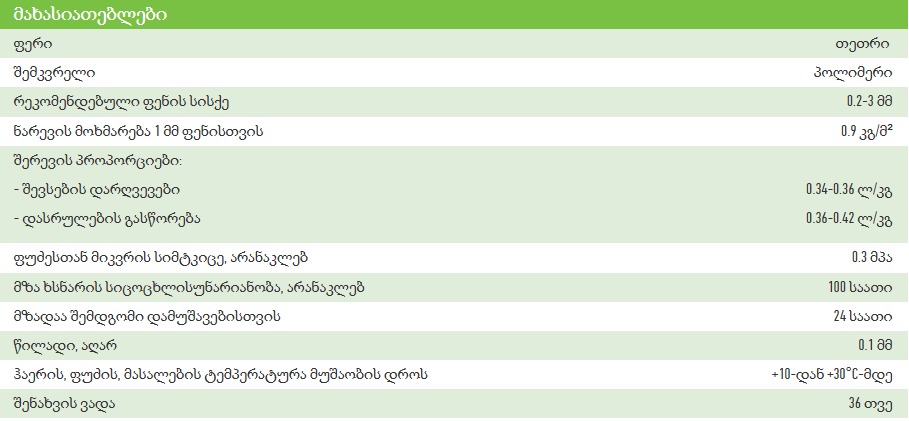 მახასიათებლები
ფერი თეთრი
შემკვრელი პოლიმერი
რეკომენდებული ფენის სისქე 0.2-3 მმ
ნარევის მოხმარება 1 მმ ფენისთვის 0.9 კგ/მ²
შერევის პროპორციები:
- შევსების დარღვევები 0.34-0.36 ლ/კგ
- დასრულების გასწორება 0.36-0.42 ლ/კგ
ფუძესთან მიკვრის სიმტკიცე, არანაკლებ 0.3 მპა
მზა ხსნარის სიცოცხლისუნარიანობა, არანაკლებ 100 საათი
მზადაა შემდგომი დამუშავებისთვის 24 საათი
წილადი, აღარ 0.1 მმ
ჰაერის, ფუძის, მასალების ტემპერატურა მუშაობის დროს +10-დან +30°C-მდე
შენახვის ვადა 36 თვე